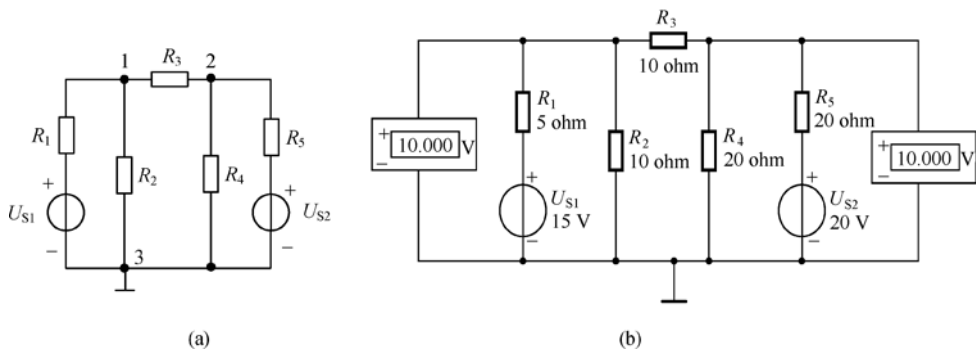 1
R3
2
R1
R2
R4
R5
+
US1
−
+
US2
−
3
(a)
R3
10 ohm
+
10.000 V
−
R1
5 ohm
R2
10 ohm
R4
20 ohm
R5
20 ohm
+
10.000 V
−
+
US1
15 V
−
+
US2
20 V
−
(b)